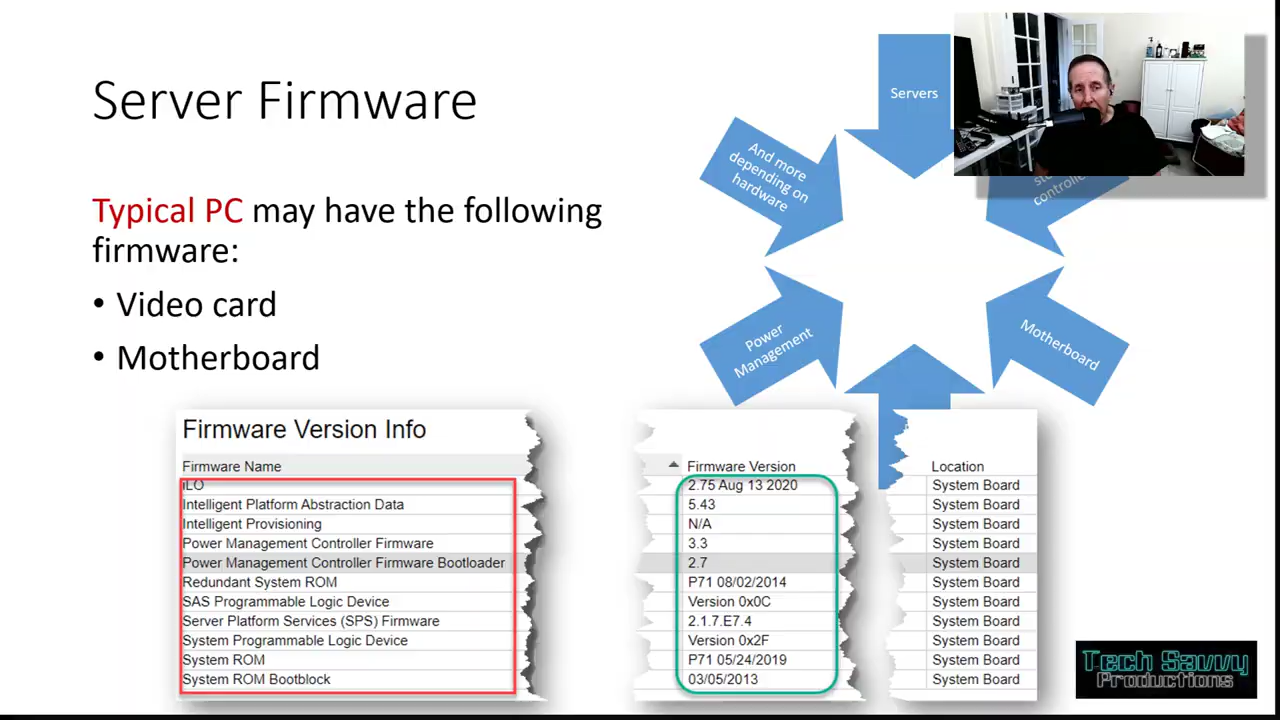 Server Firmware
Typical PC may have the following
firmware:
• Video card
• Motherboard
Servers
And more
depending on
hardware
controlle
Power
Management
Motherboard
Firmware Version Info
Firmware Name Firmware Version Location
iLO 2.75 Aug 13 2020 System Board
Intelligent Platform Abstraction Data 5.43 System Board
Intelligent Provisioning N/A System Board
Power Management Controller Firmware 3.3 System Board
Power Management Controller Firmware Bootloader 2.7 System Board
Redundant System ROM P71 08/02/2014 System Board
SAS Programmable Logic Device Version 0x0C System Board
Server Platform Services (SPS) Firmware 2.1.7.E7.4 System Board
System Programmable Logic Device Version 0x2F System Board
System ROM P71 05/24/2019 System Board
System ROM Bootblock 03/05/2013 System Board
Tech Savvy
Productions